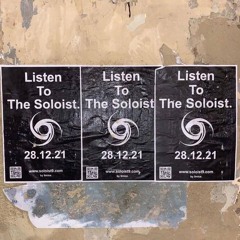 Listen
To
The Soloist.
28.12.21
Listen
To
The Soloist.
28.12.21
Listen
To
The Soloist.
28.12.21